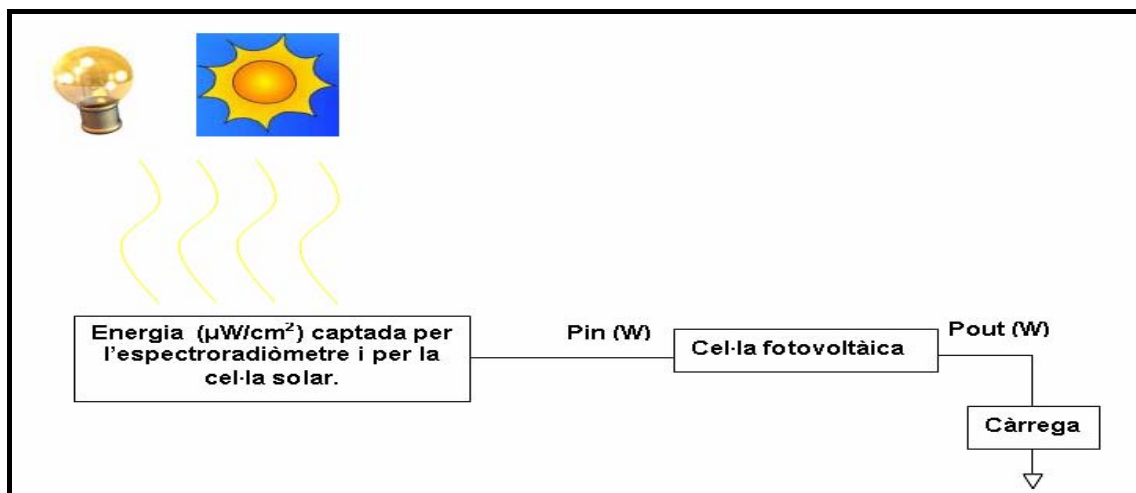 Energia (µW/cm²) captada per
l'espectroradiòmetre i per la
cel·la solar.
Pin (W)
Cel·la fotovoltàica
Pout (W)
Càrrega